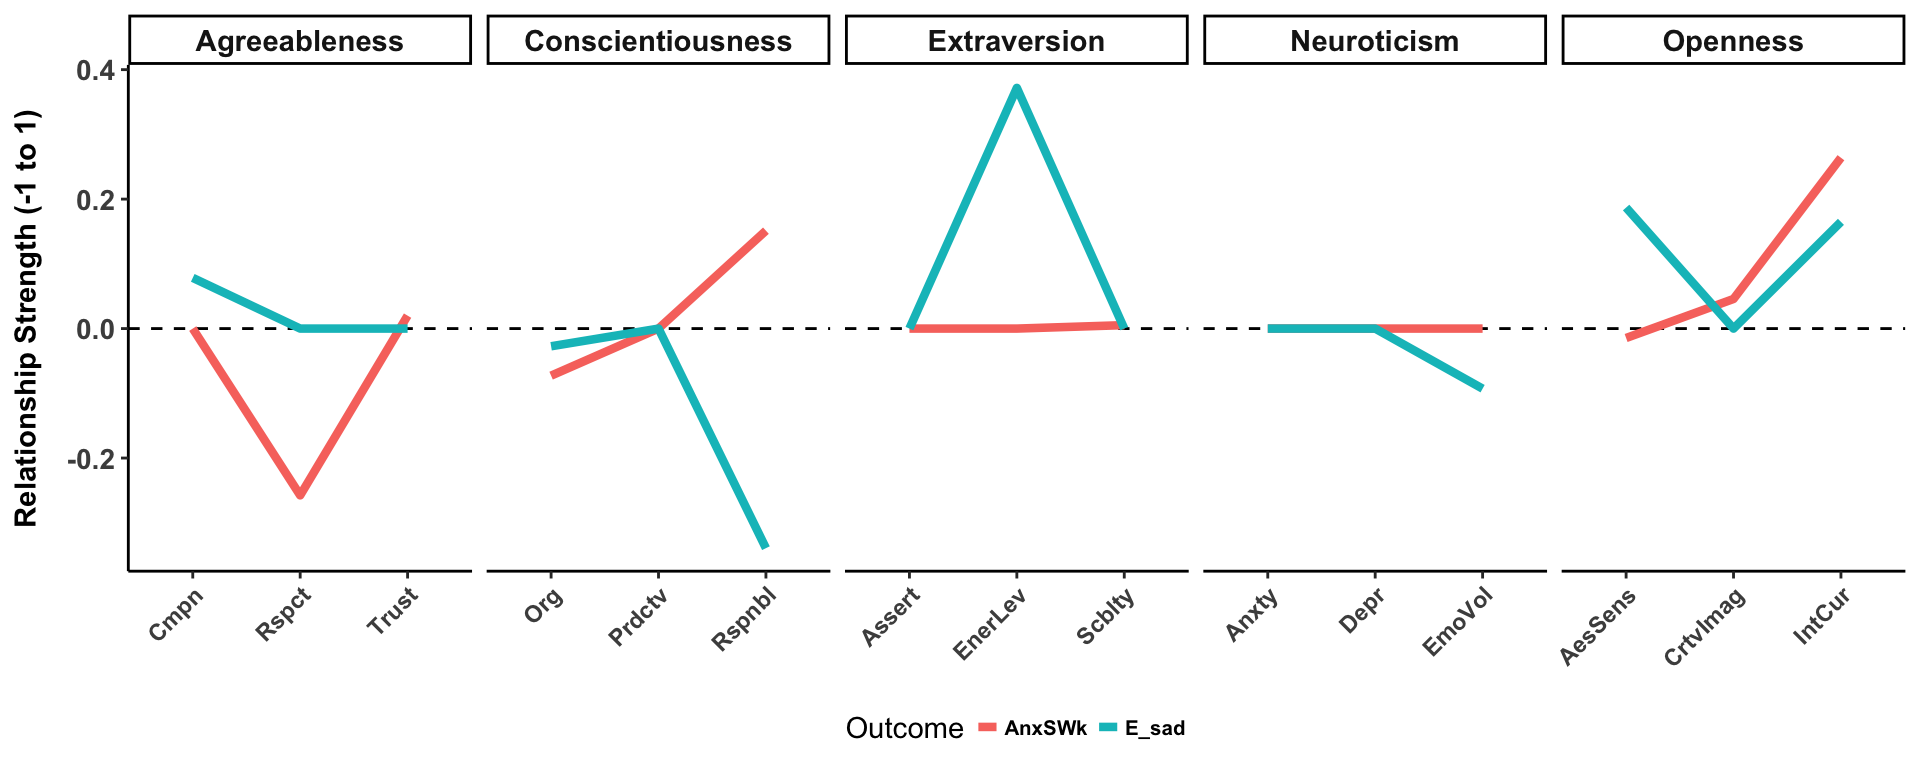 Agreeableness Conscientiousness Extraversion Neuroticism Openness
Relationship Strength (-1 to 1)
0.4
0.2
0.0
-0.2
Cmpn Rspct Trust Org Prdctv Rspnbl Assert EnerLev Scblty Anxty Depr EmoVol AesSens CrtvImag IntCur
Outcome AnxSWk E_sad